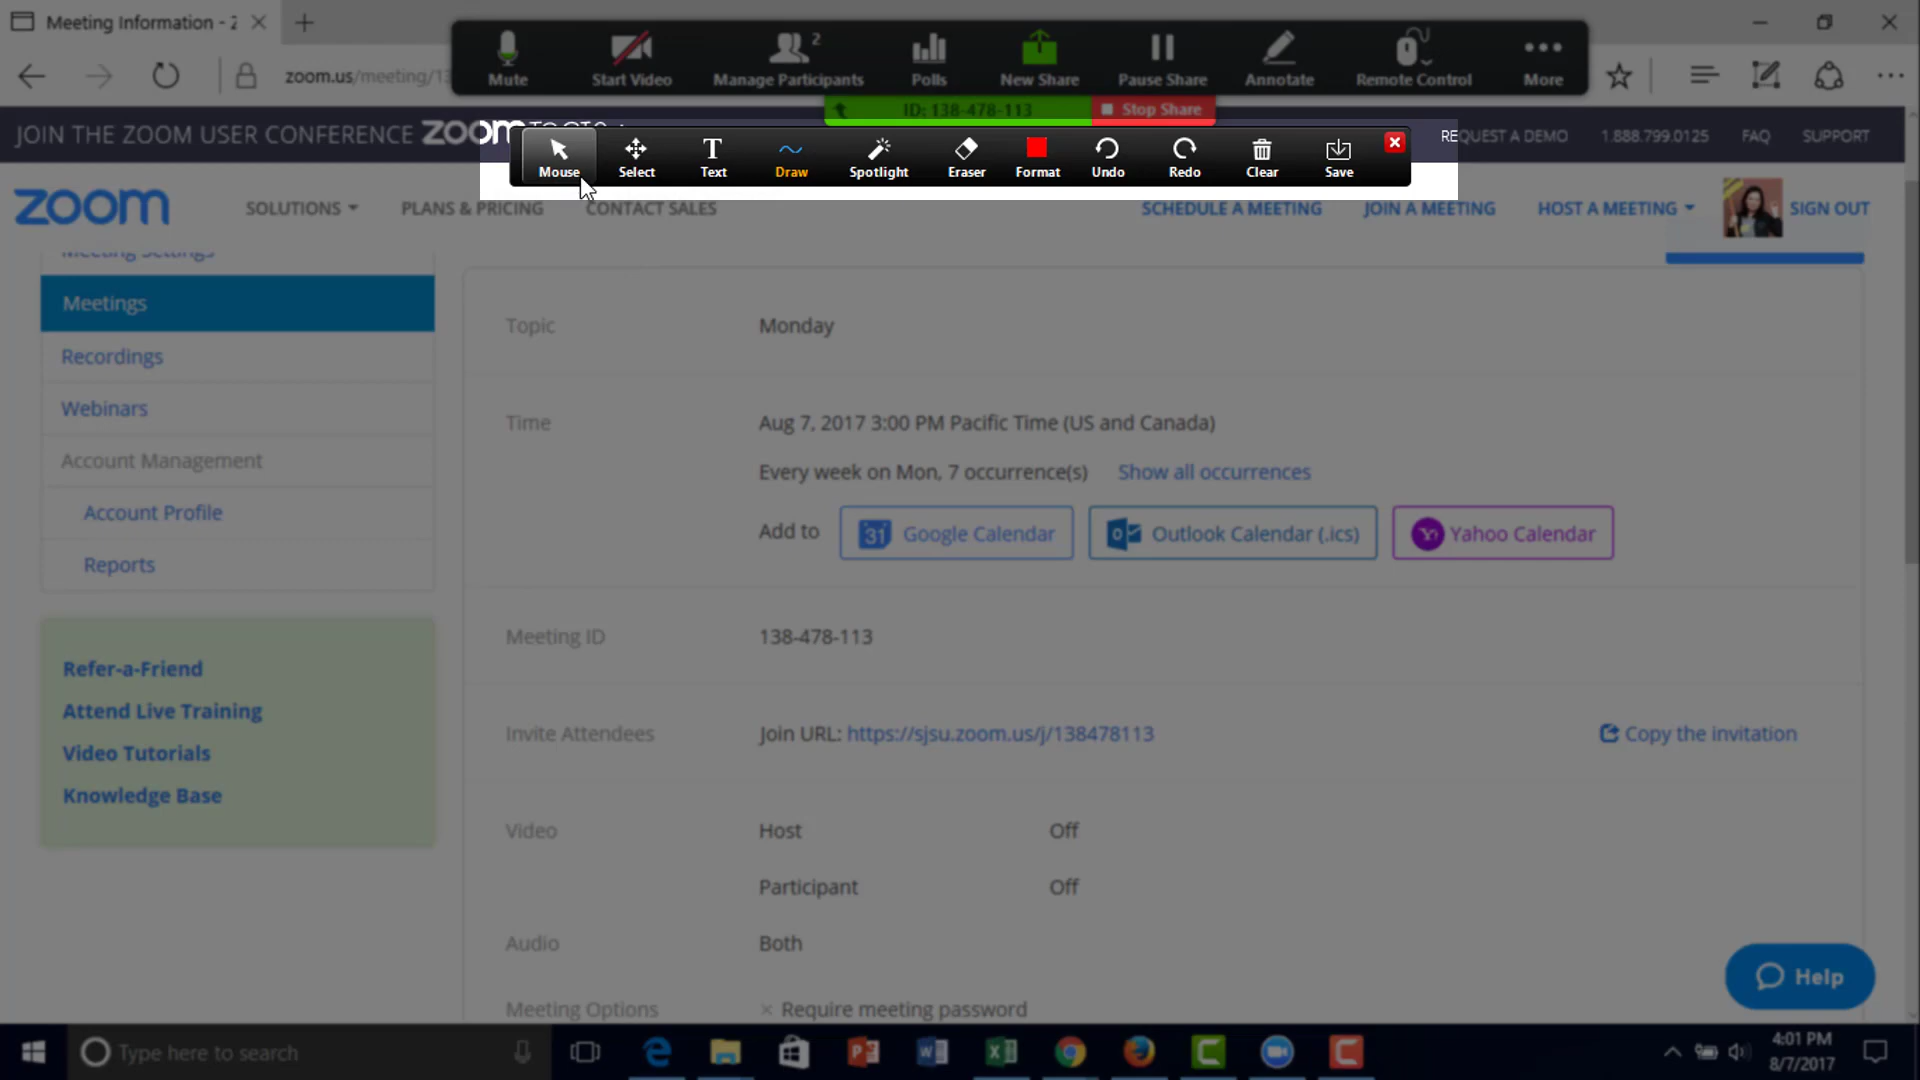 Meeting Information - 2
Mute
Start Video
2
Manage Participants
Polls
New Share
Pause Share
Annotate
Remote Control
More
zoom.us/meeting/13
ID: 138-478-113
Stop Share
JOIN THE ZOOM USER CONFERENCE zoom
REQUEST A DEMO
1.888.799.0125
FAQ
SUPPORT
Mouse
Select
T
Text
Draw
Spotlight
Eraser
Format
Undo
Redo
Clear
Save
zoom
SOLUTIONS
PLANS & PRICING
CONTACT SALES
SCHEDULE A MEETING
JOIN A MEETING
HOST A MEETING
SIGN OUT
Meeting Settings
Meetings
Recordings
Webinars
Account Management
Account Profile
Reports
Refer-a-Friend
Attend Live Training
Video Tutorials
Knowledge Base
Topic
Monday
Time
Aug 7, 2017 3:00 PM Pacific Time (US and Canada)
Every week on Mon, 7 occurrence(s)
Show all occurrences
Add to
31 Google Calendar
Outlook Calendar (.ics)
Yahoo Calendar
Meeting ID
138-478-113
Invite Attendees
Join URL: https://sjsu.zoom.us/j/138478113
Copy the invitation
Video
Host
Off
Participant
Off
Audio
Both
Meeting Options
× Require meeting password
Help
Type here to search
4:01 PM
8/7/2017